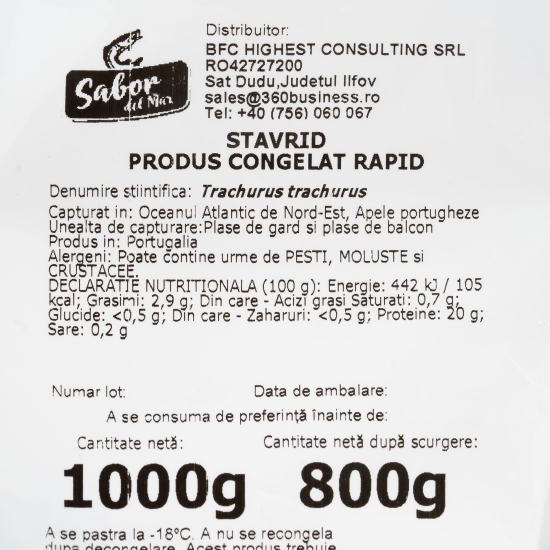 Sabor
del Mar
Distribuitor:
BFC HIGHEST CONSULTING SRL
RO42727200
Sat Dudu,Judetul Ilfov
sales@360business.ro
Tel: +40 (756) 060 067
STAVRID
PRODUS CONGELAT RAPID
Denumire stiintifica: Trachurus trachurus
Capturat in: Oceanul Atlantic de Nord-Est, Apele portugheze
Unealta de capturare:Plase de gard si plase de balcon
Produs in: Portugalia
Alergeni: Poate contine urme de PESTI, MOLUSTE si
CRUSTACEE.
DECLARATIE NUTRITIONALA (100 g): Energie: 442 kJ / 105
kcal; Grasimi: 2,9 g; Din care - Acizi grasi Saturati: 0,7 g;
Glucide: <0,5 g; Din care - Zaharuri: <0,5 g; Proteine: 20 g;
Sare: 0,2 g
Numar lot:
Data de ambalare:
A se consuma de preferință înainte de:
Cantitate netă:
Cantitate netă după scurgere:
1000g
800g
A se pastra la -18°C. A nu se recongela
dupa decongelare. Acest produs trebuie